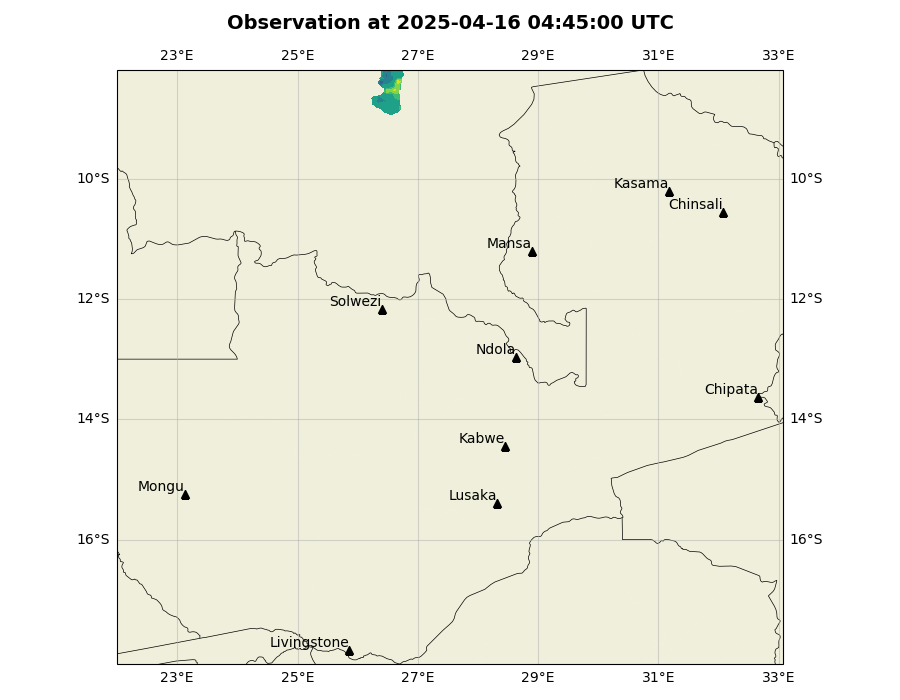 Observation at 2025-04-16 04:45:00 UTC
23°E 25°E 27°E 29°E 31°E 33°E
10°S 10°S
Kasama
Chinsali
Mansa
12°S 12°S
Solwezi
Ndola
Chipata
14°S 14°S
Kabwe
Mongu
Lusaka
16°S 16°S
Livingstone
23°E 25°E 27°E 29°E 31°E 33°E